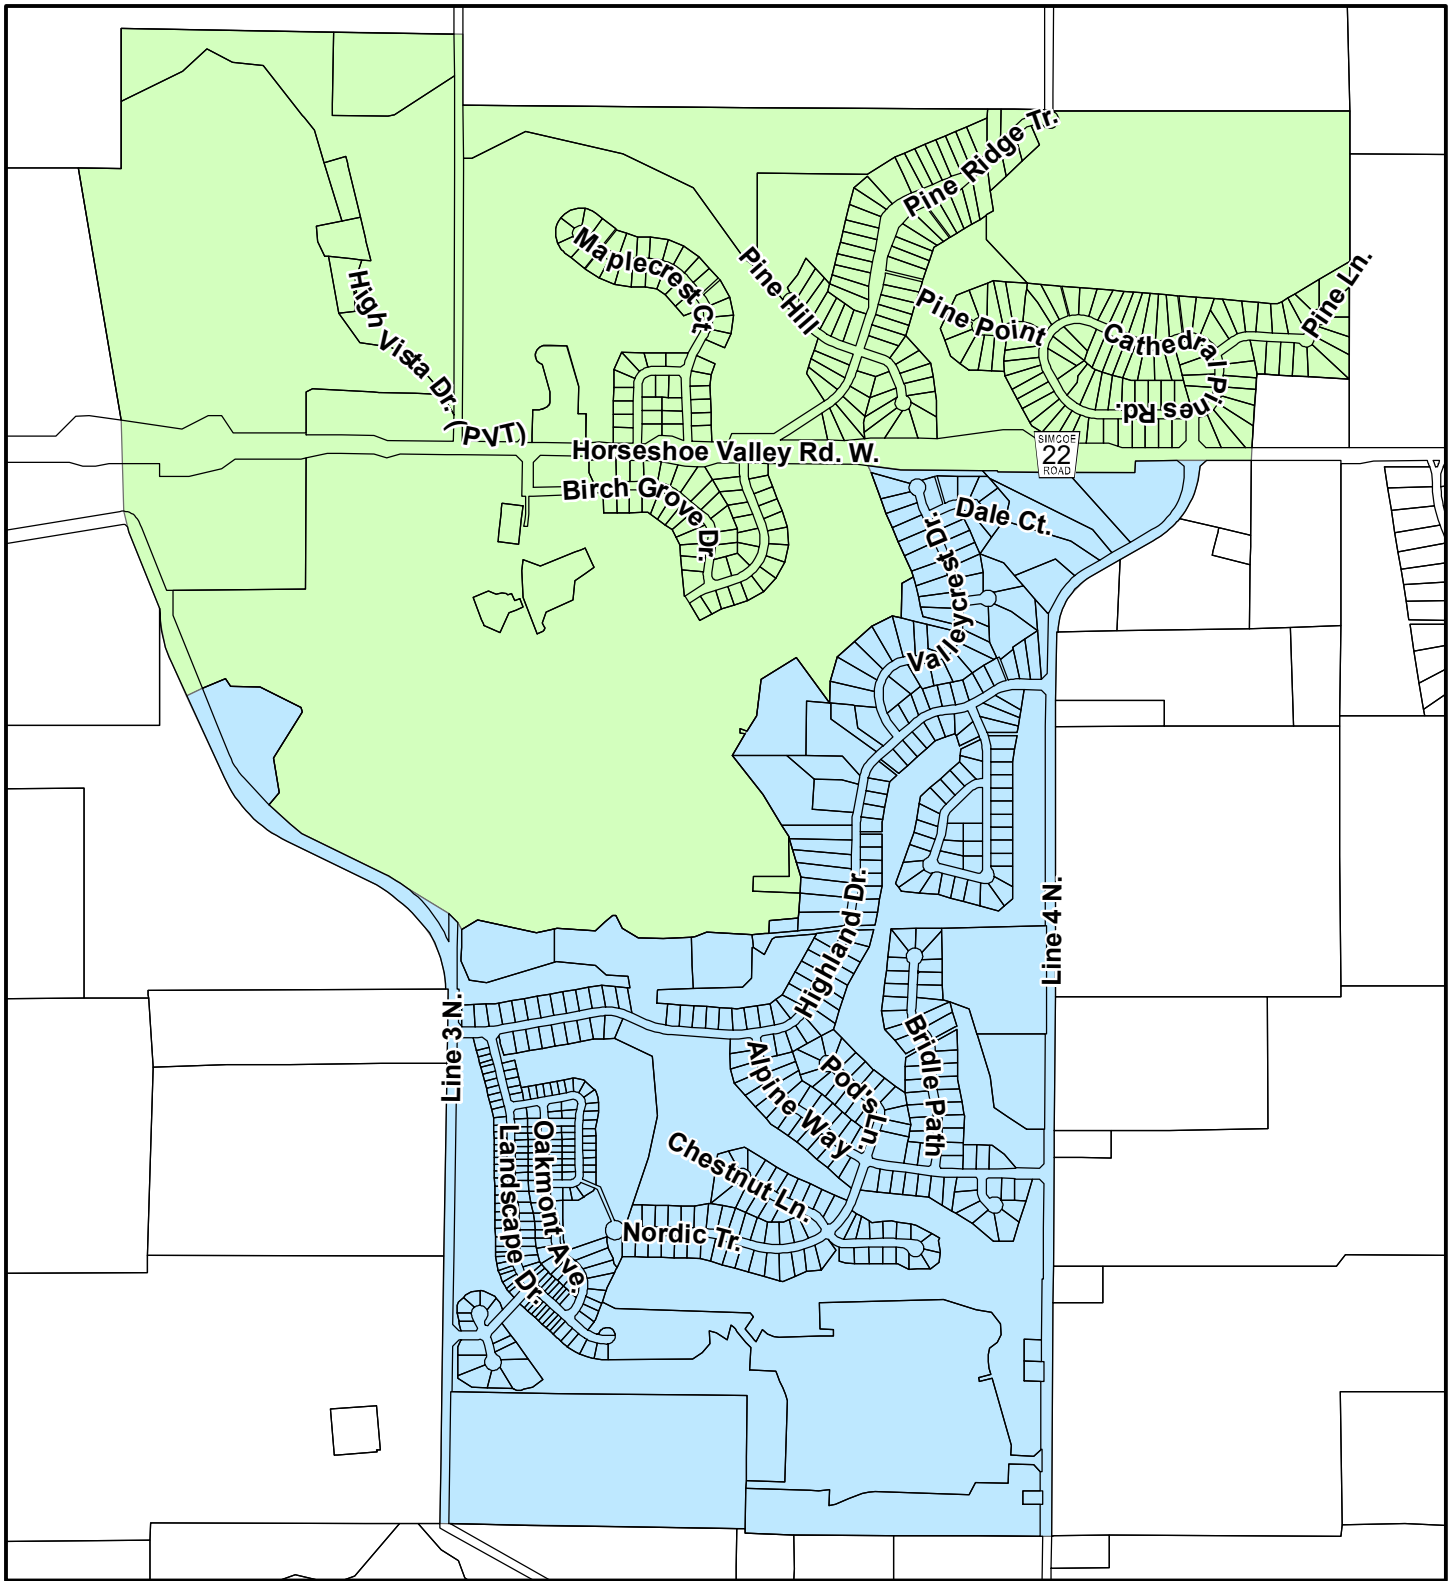 Pine Ridge Tr.
Maplecrest Ct
Pine Hill
Pine Ln.
High Vista Dr. (PVT)
Pine Point
Cathedral Pines Rd.
Horseshoe Valley Rd. W.
SIMCOE
22
ROAD
Birch Grove Dr.
Dale Ct.
Valleycrest Dr.
Highland Dr.
Line 4 N.
Line 3 N.
Bridle Path
Alpine Way
Pod's Ln.
Chestnut Ln.
Oakmont Ave.
Landscape Dr.
Nordic Tr.